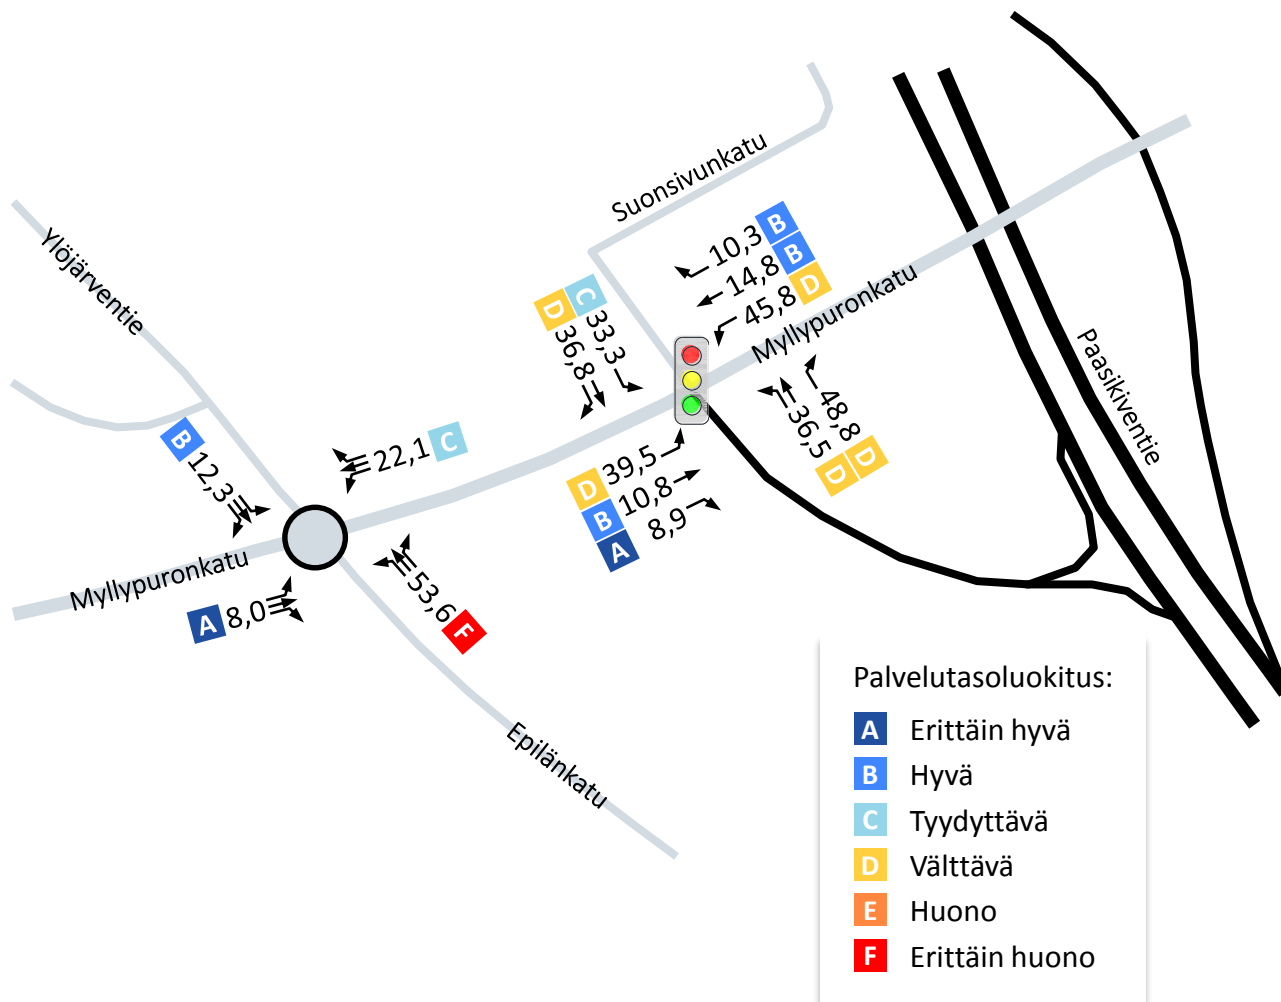 Suonsivunkatu
Ylöjärventie
10,3 B
14,8 B
45,8 D
Myllypuronkatu
D 36,8
C 33,3
Paasikiventie
48,8 D
36,5 D
B 12,3
22,1 C
D 39,5
B 10,8
A 8,9
Myllypuronkatu
A 8,0
53,6 F
Epilänkatu
Palvelutasoluokitus:
A Erittäin hyvä
B Hyvä
C Tyydyttävä
D Välttävä
E Huono
F Erittäin huono